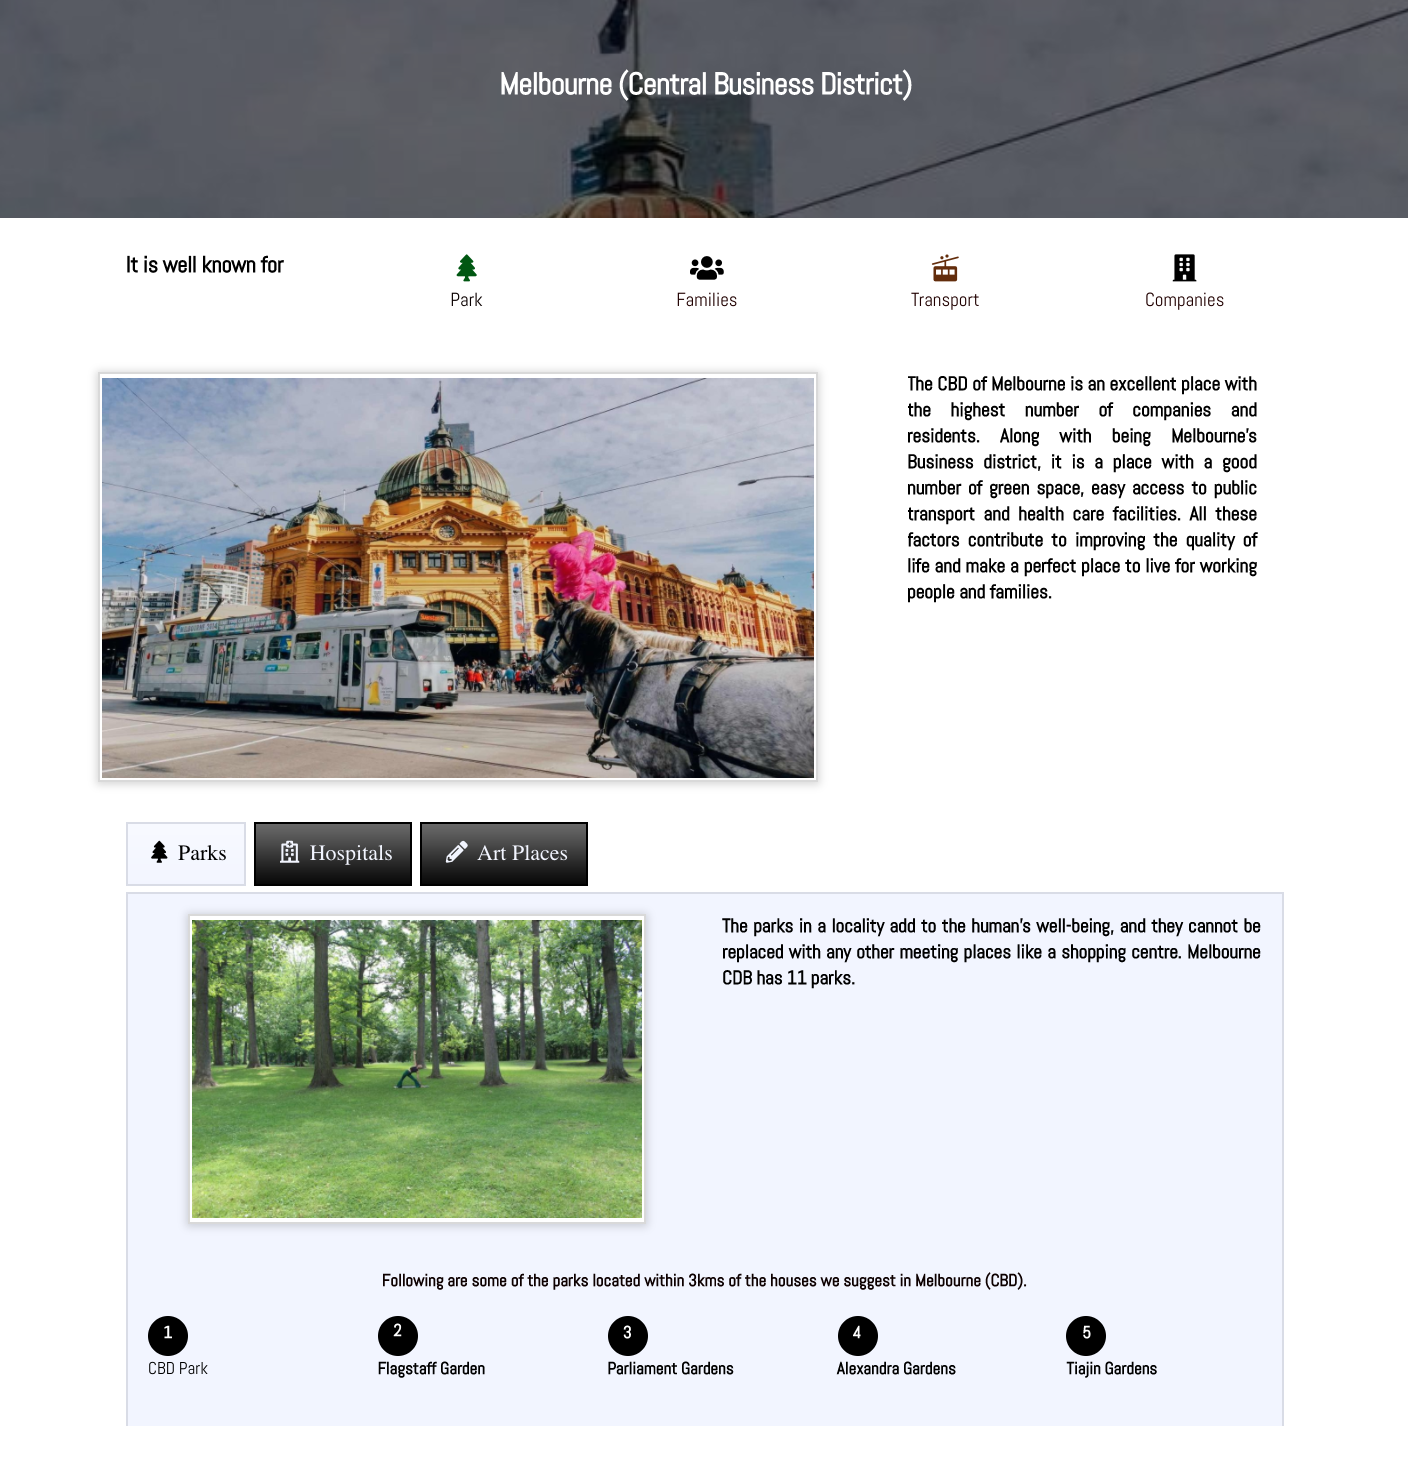 Melbourne (Central Business District)
It is well known for
Park
Families
Transport
Companies
The CBD of Melbourne is an excellent place with
the highest number of companies and
residents. Along with being Melbourne's
Business district, it is a place with a good
number of green space, easy access to public
transport and health care facilities. All these
factors contribute to improving the quality of
life and make a perfect place to live for working
people and families.
Parks
Hospitals
Art Places
The parks in a locality add to the human's well-being, and they cannot be
replaced with any other meeting places like a shopping centre. Melbourne
CDB has 11 parks.
Following are some of the parks located within 3kms of the houses we suggest in Melbourne (CBD).
1
CBD Park
2
Flagstaff Garden
3
Parliament Gardens
4
Alexandra Gardens
5
Tiajin Gardens